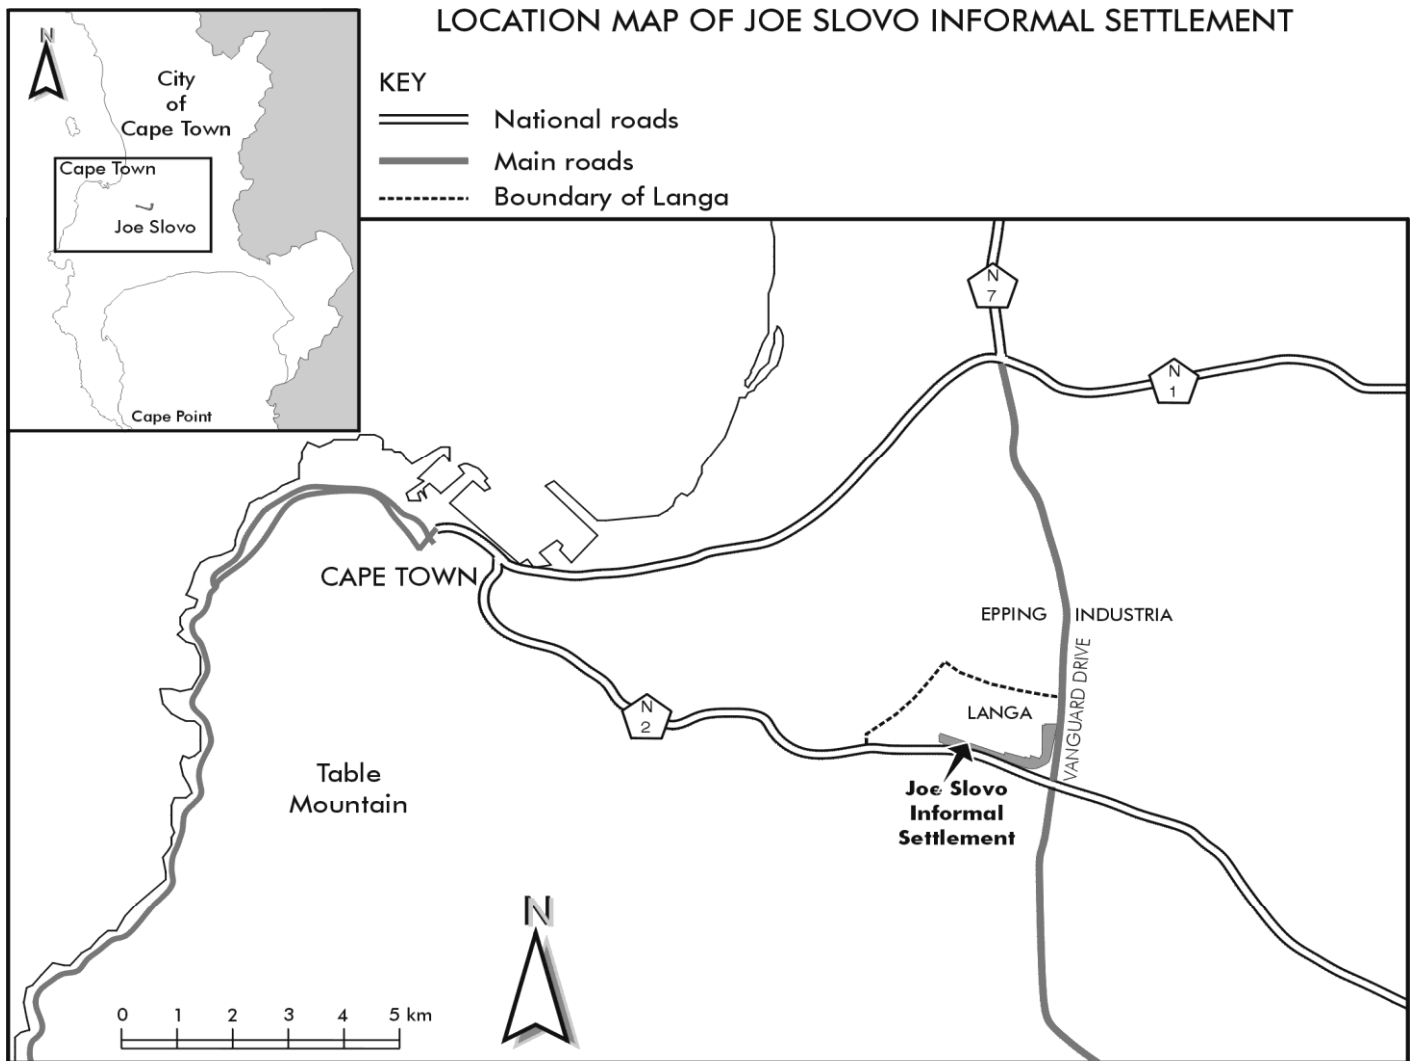 LOCATION MAP OF JOE SLOVO INFORMAL SETTLEMENT
N
City
of
Cape Town
Cape Town
Joe Slovo
Cape Point
KEY
National roads
Main roads
Boundary of Langa
N
7
N
1
CAPE TOWN
EPPING INDUSTRIA
VANGUARD DRIVE
LANGA
N
2
Table
Mountain
Joe Slovo
Informal
Settlement
N
0 1 2 3 4 5 km